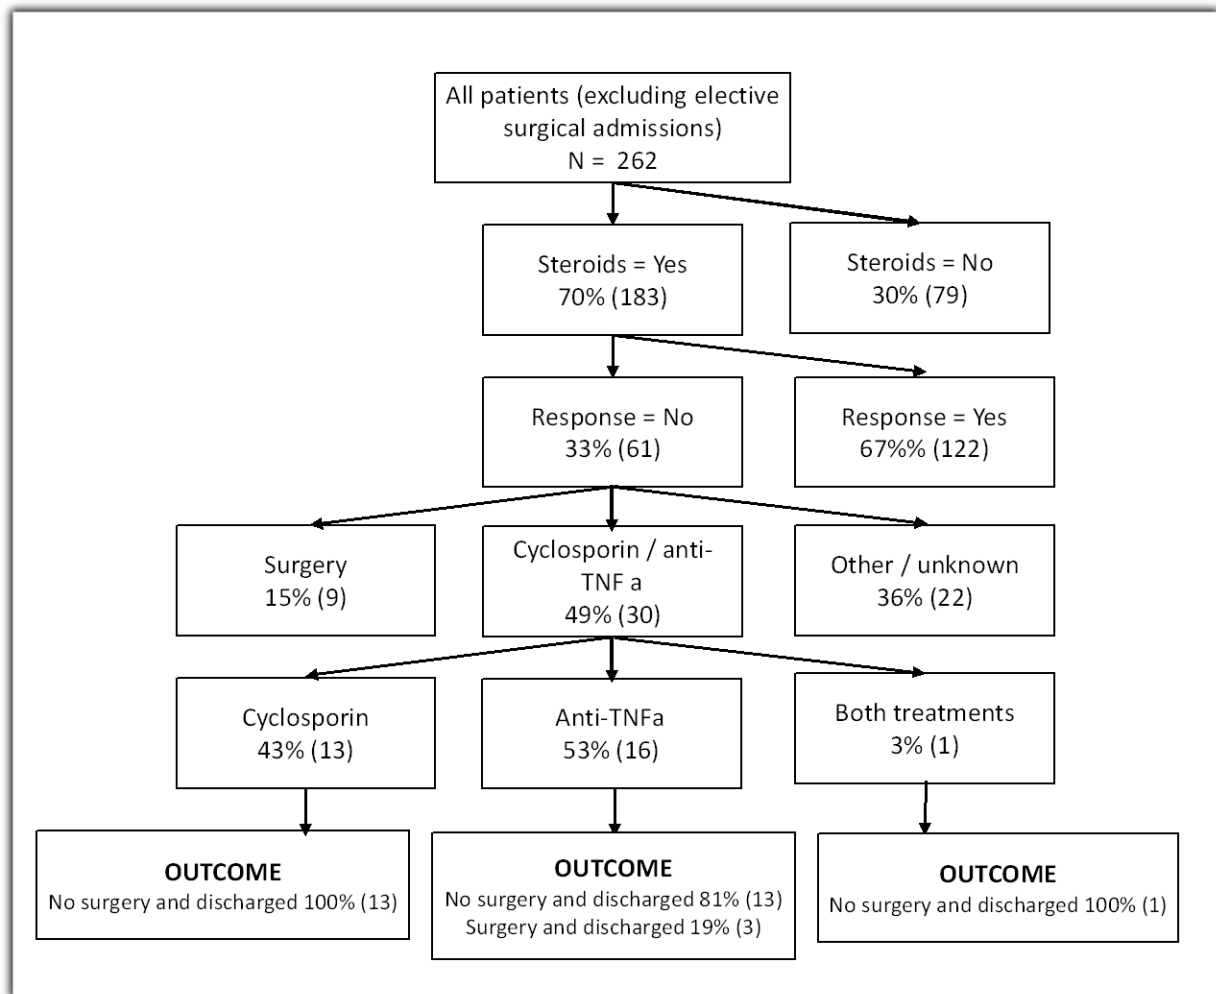 All patients (excluding elective
surgical admissions)
N = 262
Steroids = Yes
70% (183)
Steroids = No
30% (79)
Response = No
33% (61)
Response = Yes
67%% (122)
Surgery
15% (9)
Cyclosporin / anti-
TNF a
49% (30)
Other / unknown
36% (22)
Cyclosporin
43% (13)
Anti-TNFa
53% (16)
Both treatments
3% (1)
OUTCOME
No surgery and discharged 100% (13)
OUTCOME
No surgery and discharged 81% (13)
Surgery and discharged 19% (3)
OUTCOME
No surgery and discharged 100% (1)